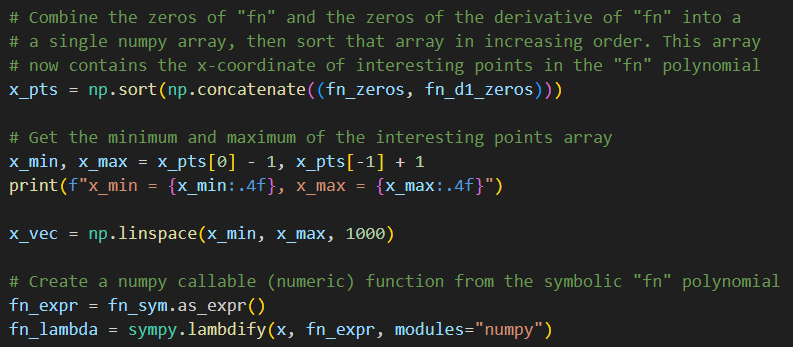 # Combine the zeros of "fn" and the zeros of the derivative of "fn" into a
# a single numpy array, then sort that array in increasing order. This array
# now contains the x-coordinate of interesting points in the "fn" polynomial
x_pts = np.sort(np.concatenate((fn_zeros, fn_d1_zeros)))
# Get the minimum and maximum of the interesting points array
x_min, x_max = x_pts[0] - 1, x_pts[-1] + 1
print(f"x_min = {x_min:.4f}, x_max = {x_max:.4f}")
x_vec = np.linspace(x_min, x_max, 1000)
# Create a numpy callable (numeric) function from the symbolic "fn" polynomial
fn_expr = fn_sym.as_expr()
fn_lambda = sympy.lambdify(x, fn_expr, modules="numpy")